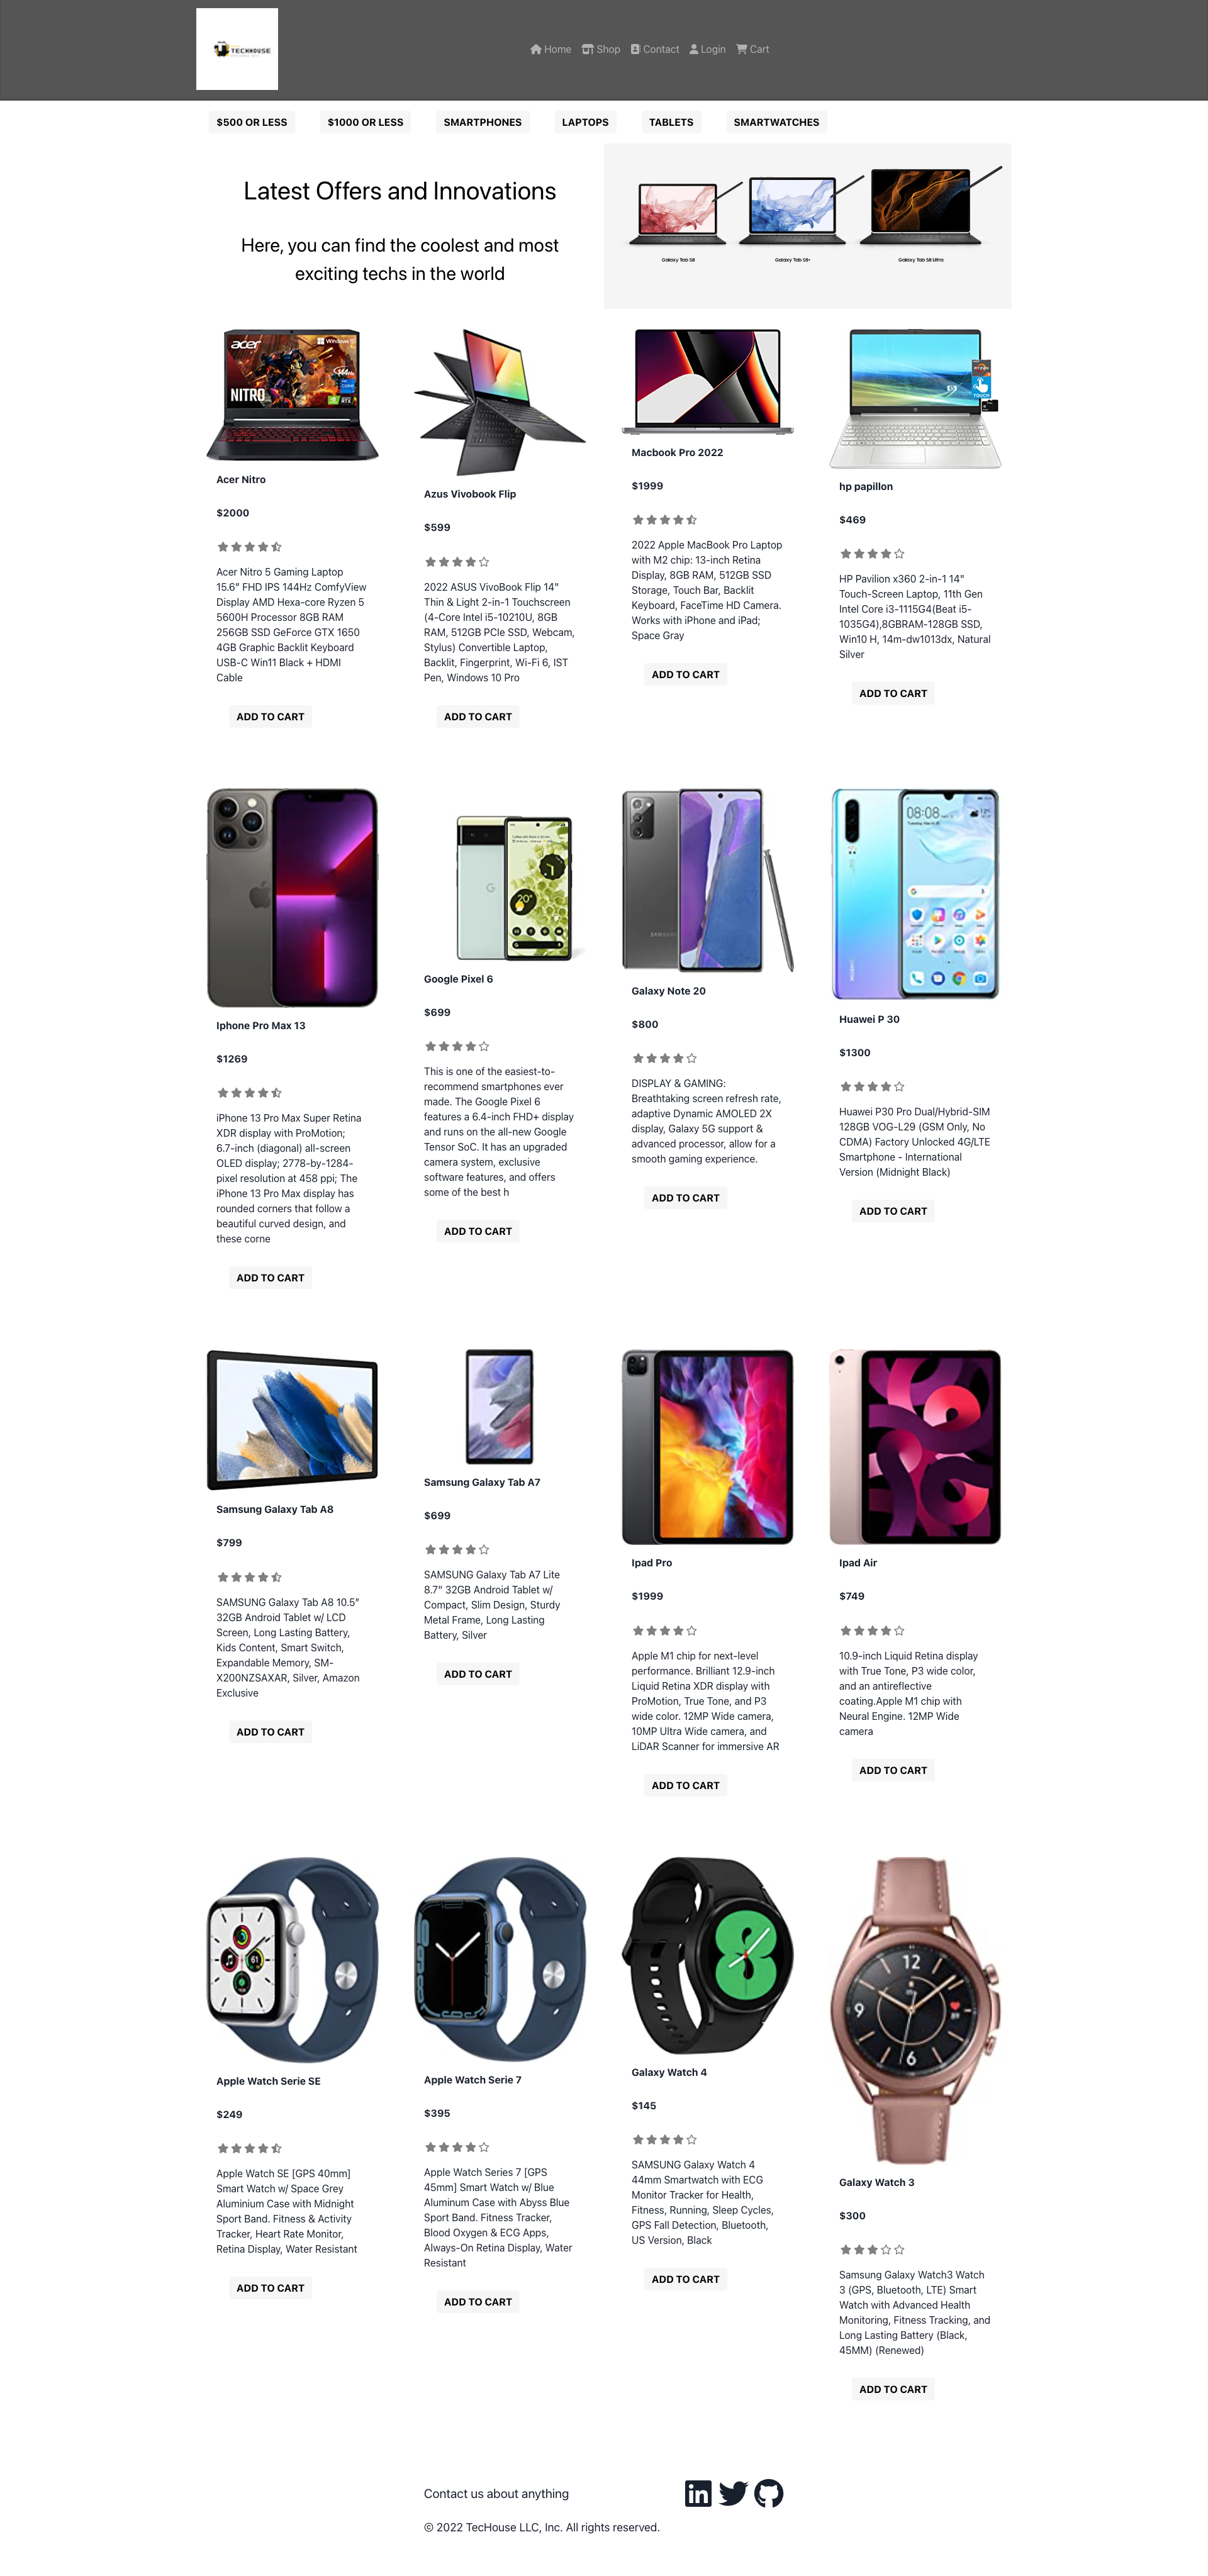 TECHHOUSE
Home Shop Contact Login Cart
$500 OR LESS $1000 OR LESS SMARTPHONES LAPTOPS TABLETS SMARTWATCHES
Latest Offers and Innovations
Here, you can find the coolest and most
exciting techs in the world
Galaxy Tab S8 Galaxy Tab S8+ Galaxy Tab S8 Ultra
acer
NITRO
144Hz
Acer Nitro
$2000
Acer Nitro 5 Gaming Laptop
15.6" FHD IPS 144Hz ComfyView
Display AMD Hexa-core Ryzen 5
5600H Processor 8GB RAM
256GB SSD GeForce GTX 1650
4GB Graphic Backlit Keyboard
USB-C Win11 Black + HDMI
Cable
ADD TO CART
Azus Vivobook Flip
$599
2022 ASUS VivoBook Flip 14"
Thin & Light 2-in-1 Touchscreen
(4-Core Intel i5-10210U, 8GB
RAM, 512GB PCIe SSD, Webcam,
Stylus) Convertible Laptop,
Backlit, Fingerprint, Wi-Fi 6, IST
Pen, Windows 10 Pro
ADD TO CART
Macbook Pro 2022
$1999
2022 Apple MacBook Pro Laptop
with M2 chip: 13-inch Retina
Display, 8GB RAM, 512GB SSD
Storage, Touch Bar, Backlit
Keyboard, FaceTime HD Camera.
Works with iPhone and iPad;
Space Gray
ADD TO CART
RYZEN
TOUCH
hp papillon
$469
HP Pavilion x360 2-in-1 14"
Touch-Screen Laptop, 11th Gen
Intel Core i3-1115G4(Beat i5-
1035G4),8GBRAM-128GB SSD,
Win10 H, 14m-dw1013dx, Natural
Silver
ADD TO CART
Iphone Pro Max 13
$1269
iPhone 13 Pro Max Super Retina
XDR display with ProMotion;
6.7-inch (diagonal) all-screen
OLED display; 2778-by-1284-
pixel resolution at 458 ppi; The
iPhone 13 Pro Max display has
rounded corners that follow a
beautiful curved design, and
these corne
ADD TO CART
20°
Google Pixel 6
$699
This is one of the easiest-to-
recommend smartphones ever
made. The Google Pixel 6
features a 6.4-inch FHD+ display
and runs on the all-new Google
Tensor SoC. It has an upgraded
camera system, exclusive
software features, and offers
some of the best h
ADD TO CART
SAMSUNG
Galaxy Note 20
$800
DISPLAY & GAMING:
Breathtaking screen refresh rate,
adaptive Dynamic AMOLED 2X
display, Galaxy 5G support &
advanced processor, allow for a
smooth gaming experience.
ADD TO CART
08:08
HUAWEI
Huawei P 30
$1300
Huawei P30 Pro Dual/Hybrid-SIM
128GB VOG-L29 (GSM Only, No
CDMA) Factory Unlocked 4G/LTE
Smartphone - International
Version (Midnight Black)
ADD TO CART
Samsung Galaxy Tab A8
$799
SAMSUNG Galaxy Tab A8 10.5"
32GB Android Tablet w/ LCD
Screen, Long Lasting Battery,
Kids Content, Smart Switch,
Expandable Memory, SM-
X200NZSAXAR, Silver, Amazon
Exclusive
ADD TO CART
Samsung Galaxy Tab A7
$699
SAMSUNG Galaxy Tab A7 Lite
8.7" 32GB Android Tablet w/
Compact, Slim Design, Sturdy
Metal Frame, Long Lasting
Battery, Silver
ADD TO CART
Ipad Pro
$1999
Apple M1 chip for next-level
performance. Brilliant 12.9-inch
Liquid Retina XDR display with
ProMotion, True Tone, and P3
wide color. 12MP Wide camera,
10MP Ultra Wide camera, and
LiDAR Scanner for immersive AR
ADD TO CART
Ipad Air
$749
10.9-inch Liquid Retina display
with True Tone, P3 wide color,
and an antireflective
coating.Apple M1 chip with
Neural Engine. 12MP Wide
camera
ADD TO CART
61
Apple Watch Serie SE
$249
Apple Watch SE [GPS 40mm]
Smart Watch w/ Space Grey
Aluminium Case with Midnight
Sport Band. Fitness & Activity
Tracker, Heart Rate Monitor,
Retina Display, Water Resistant
ADD TO CART
Apple Watch Serie 7
$395
Apple Watch Series 7 [GPS
45mm] Smart Watch w/ Blue
Aluminum Case with Abyss Blue
Sport Band. Fitness Tracker,
Blood Oxygen & ECG Apps,
Always-On Retina Display, Water
Resistant
ADD TO CART
Galaxy Watch 4
$145
SAMSUNG Galaxy Watch 4
44mm Smartwatch with ECG
Monitor Tracker for Health,
Fitness, Running, Sleep Cycles,
GPS Fall Detection, Bluetooth,
US Version, Black
ADD TO CART
12
9
6
Galaxy Watch 3
$300
Samsung Galaxy Watch3 Watch
3 (GPS, Bluetooth, LTE) Smart
Watch with Advanced Health
Monitoring, Fitness Tracking, and
Long Lasting Battery (Black,
45MM) (Renewed)
ADD TO CART
Contact us about anything
© 2022 TecHouse LLC, Inc. All rights reserved.